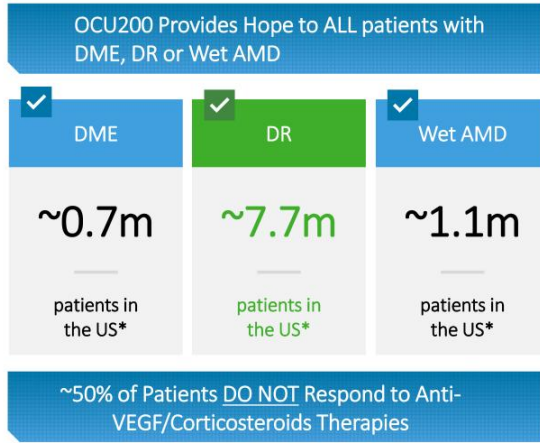 OCU200 Provides Hope to ALL patients with
DME, DR or Wet AMD
DME
~0.7m
patients in
the US*
DR
~7.7m
patients in
the US*
Wet AMD
~1.1m
patients in
the US*
~50% of Patients DO NOT Respond to Anti-
VEGF/Corticosteroids Therapies